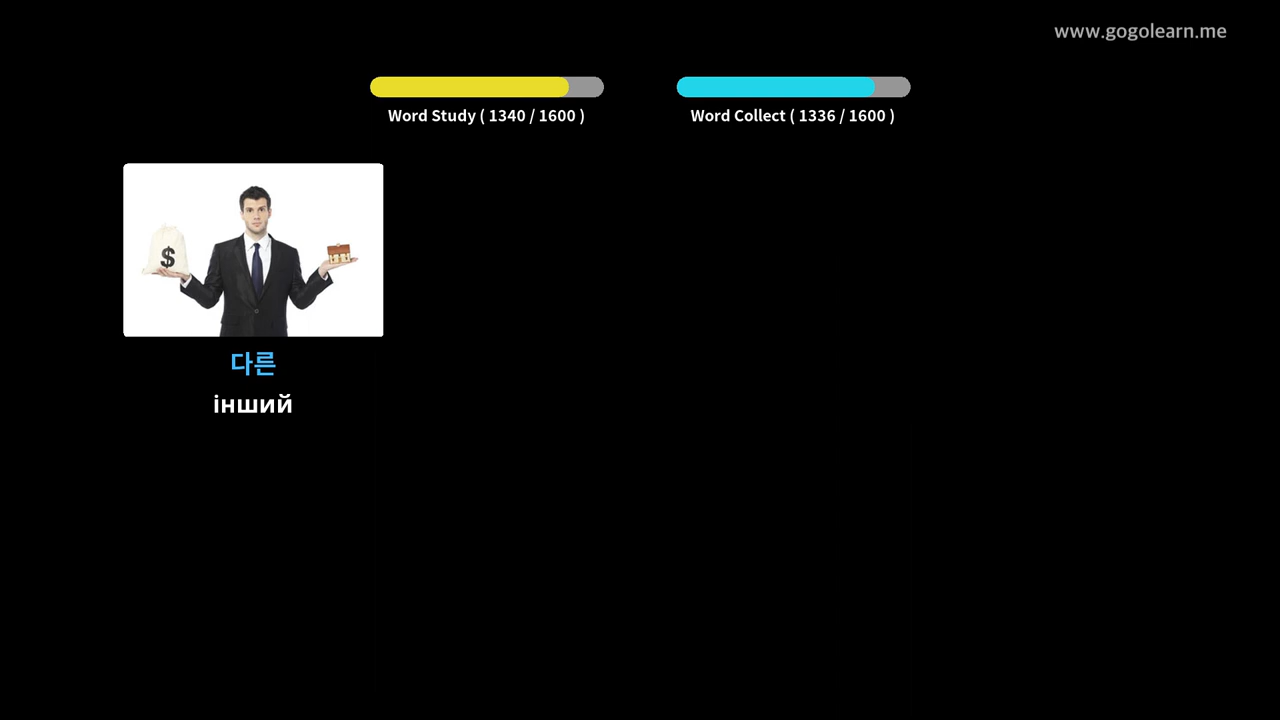 www.gogolearn.me
Word Study ( 1340 / 1600 )
Word Collect ( 1336 / 1600 )
$
다른
інший